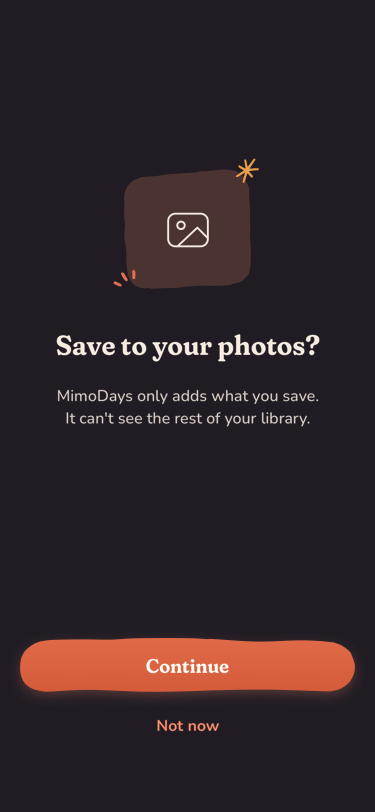 Save to your photos?
MimoDays only adds what you save.
It can't see the rest of your library.
Continue
Not now